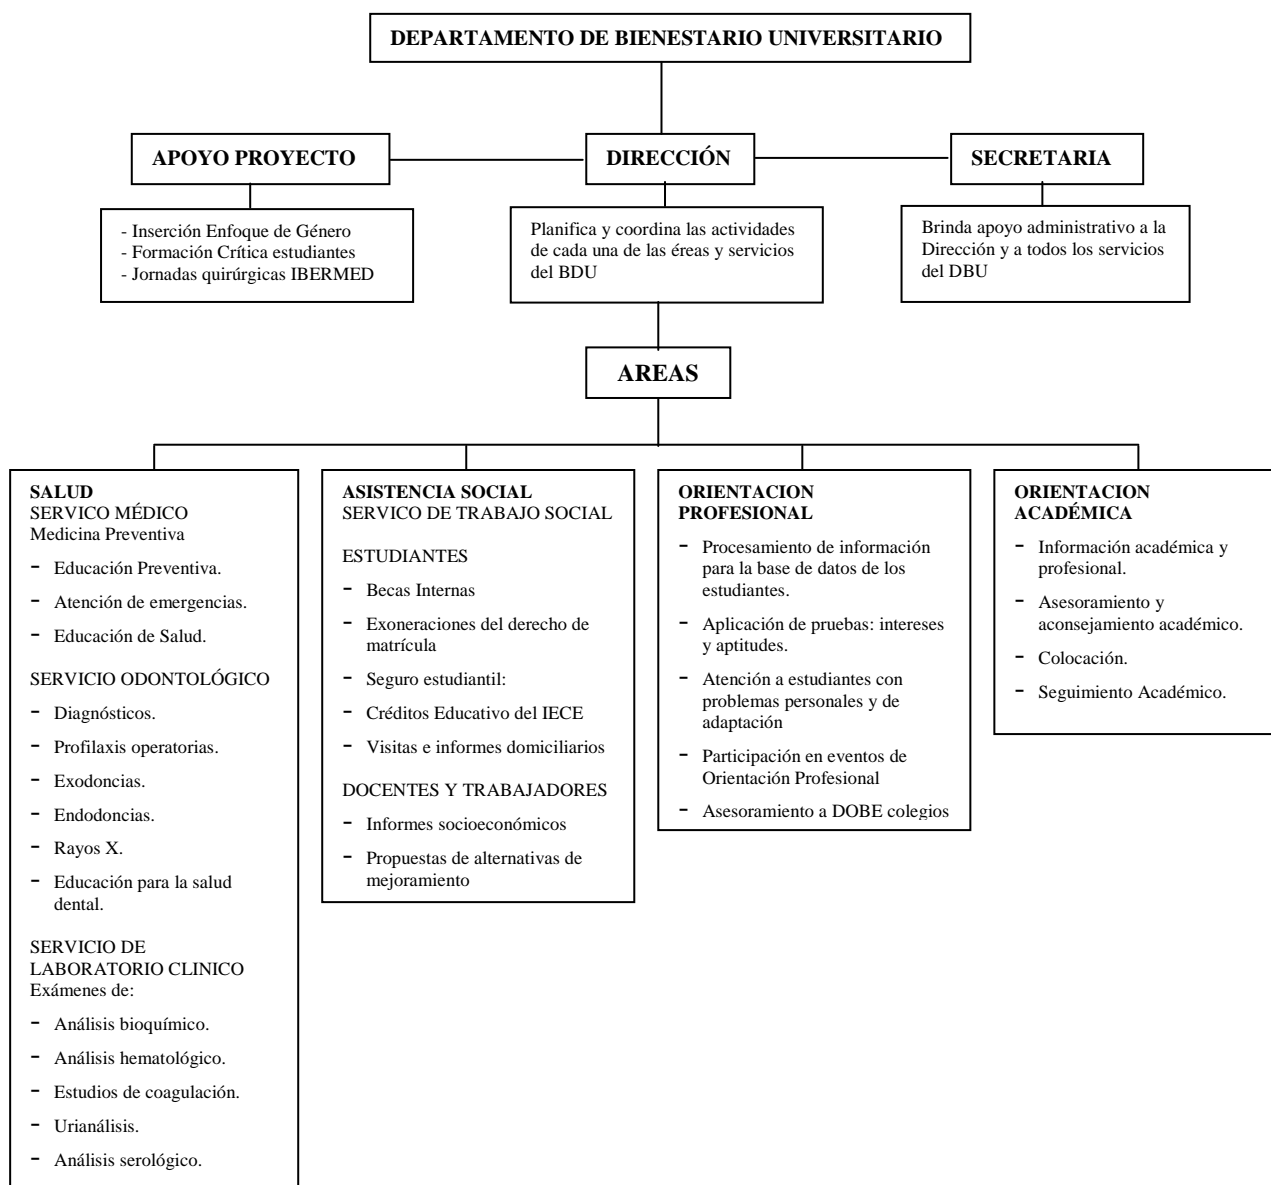 DEPARTAMENTO DE BIENESTARIO UNIVERSITARIO
APOYO PROYECTO
DIRECCIÓN
SECRETARIA
- Inserción Enfoque de Género
- Formación Crítica estudiantes
- Jornadas quirúrgicas IBERMED
Planifica y coordina las actividades
de cada una de las éreas y servicios
del BDU
Brinda apoyo administrativo a la
Dirección y a todos los servicios
del DBU
AREAS
SALUD
SERVICO MÉDICO
Medicina Preventiva
- Educación Preventiva.
- Atención de emergencias.
- Educación de Salud.
SERVICIO ODONTOLÓGICO
- Diagnósticos.
- Profilaxis operatorias.
- Exodoncias.
- Endodoncias.
- Rayos X.
- Educación para la salud
dental.
SERVICIO DE
LABORATORIO CLINICO
Exámenes de:
- Análisis bioquímico.
- Análisis hematológico.
- Estudios de coagulación.
- Urianálisis.
- Análisis serológico.
ASISTENCIA SOCIAL
SERVICO DE TRABAJO SOCIAL
ESTUDIANTES
- Becas Internas
- Exoneraciones del derecho de
matrícula
- Seguro estudiantil:
- Créditos Educativo del IECE
- Visitas e informes domiciliarios
DOCENTES Y TRABAJADORES
- Informes socioeconómicos
- Propuestas de alternativas de
mejoramiento
ORIENTACION
PROFESIONAL
- Procesamiento de información
para la base de datos de los
estudiantes.
- Aplicación de pruebas: intereses
y aptitudes.
- Atención a estudiantes con
problemas personales y de
adaptación
- Participación en eventos de
Orientación Profesional
- Asesoramiento a DOBE colegios
ORIENTACION
ACADÉMICA
- Información académica y
profesional.
- Asesoramiento y
aconsejamiento académico.
- Colocación.
- Seguimiento Académico.